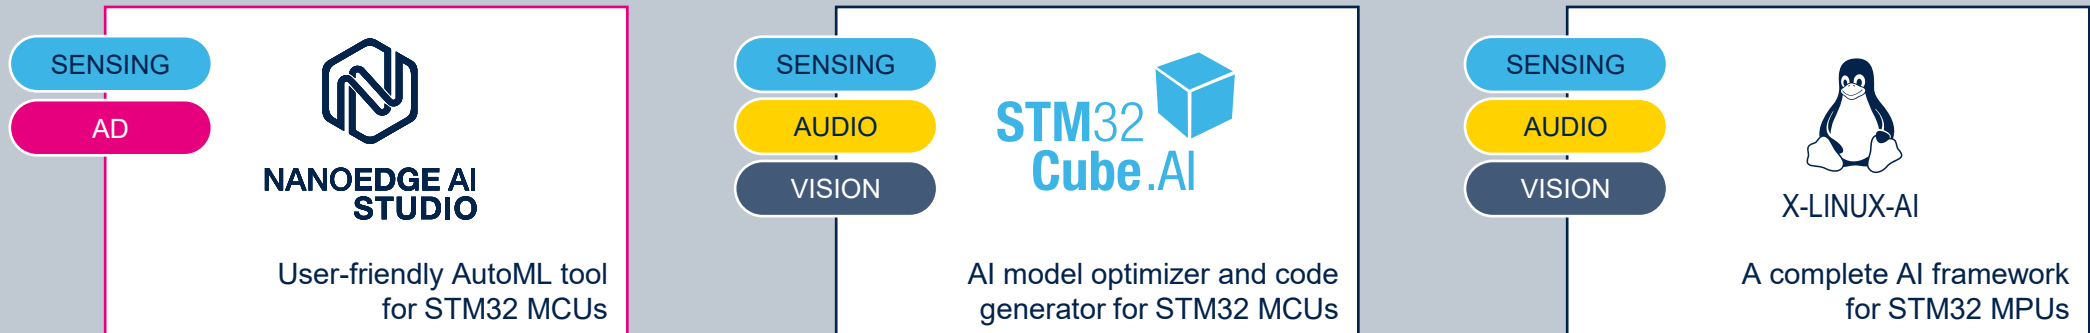 SENSING
AD
NANOEDGE AI
STUDIO
User-friendly AutoML tool
for STM32 MCUs
SENSING
AUDIO
VISION
STM32
Cube.AI
AI model optimizer and code
generator for STM32 MCUs
SENSING
AUDIO
VISION
X-LINUX-AI
A complete AI framework
for STM32 MPUs